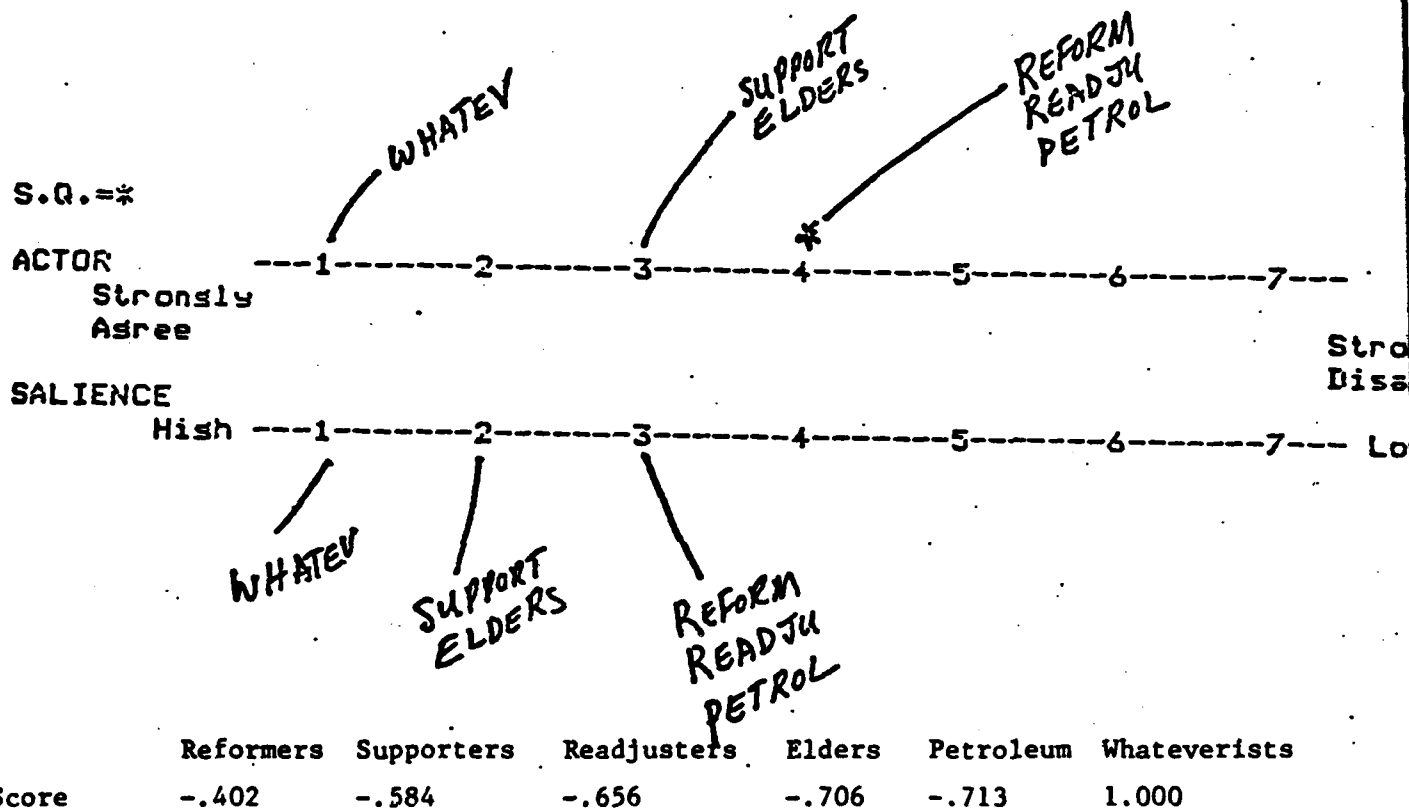 WHATEV
SUPPORT
ELDERS
REFORM
READJU
PETROL
S.Q.=*
*
ACTOR ---1--------2--------3--------4--------5--------6--------7---
Strongly
Agree
Stro
Disa
SALIENCE
High ---1--------2--------3--------4--------5--------6--------7--- Lo
WHATEV
SUPPORT
ELDERS
REFORM
READJU
PETROL
Reformers Supporters Readjusters Elders Petroleum Whateverists
Score -.402 -.584 -.656 -.706 -.713 1.000